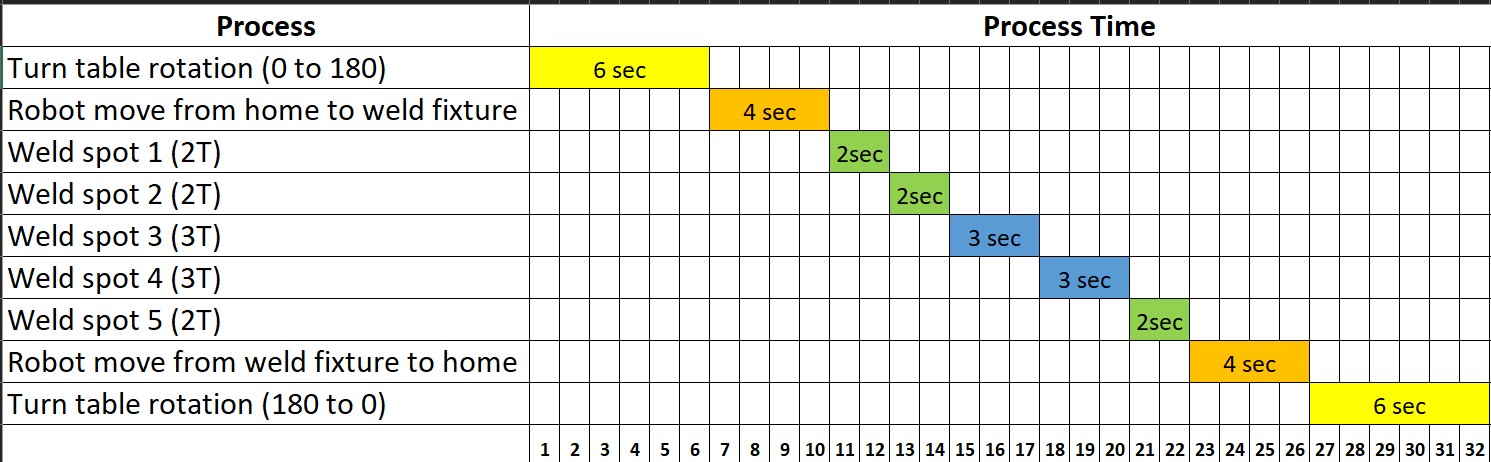 Process Process Time
Turn table rotation (0 to 180) 6 sec
Robot move from home to weld fixture 4 sec
Weld spot 1 (2T) 2sec
Weld spot 2 (2T) 2sec
Weld spot 3 (3T) 3 sec
Weld spot 4 (3T) 3 sec
Weld spot 5 (2T) 2sec
Robot move from weld fixture to home 4 sec
Turn table rotation (180 to 0) 6 sec
1 2 3 4 5 6 7 8 9 10 11 12 13 14 15 16 17 18 19 20 21 22 23 24 25 26 27 28 29 30 31 32